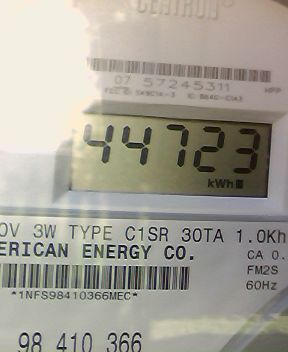 CENTRON®
07 57245311
44723
kWh
0V 3W TYPE C1SR 30TA 1.0Kh
ERICAN ENERGY CO.
CA 0.
FM2S
*1NFS98410366MEC*
60Hz
98 410 366